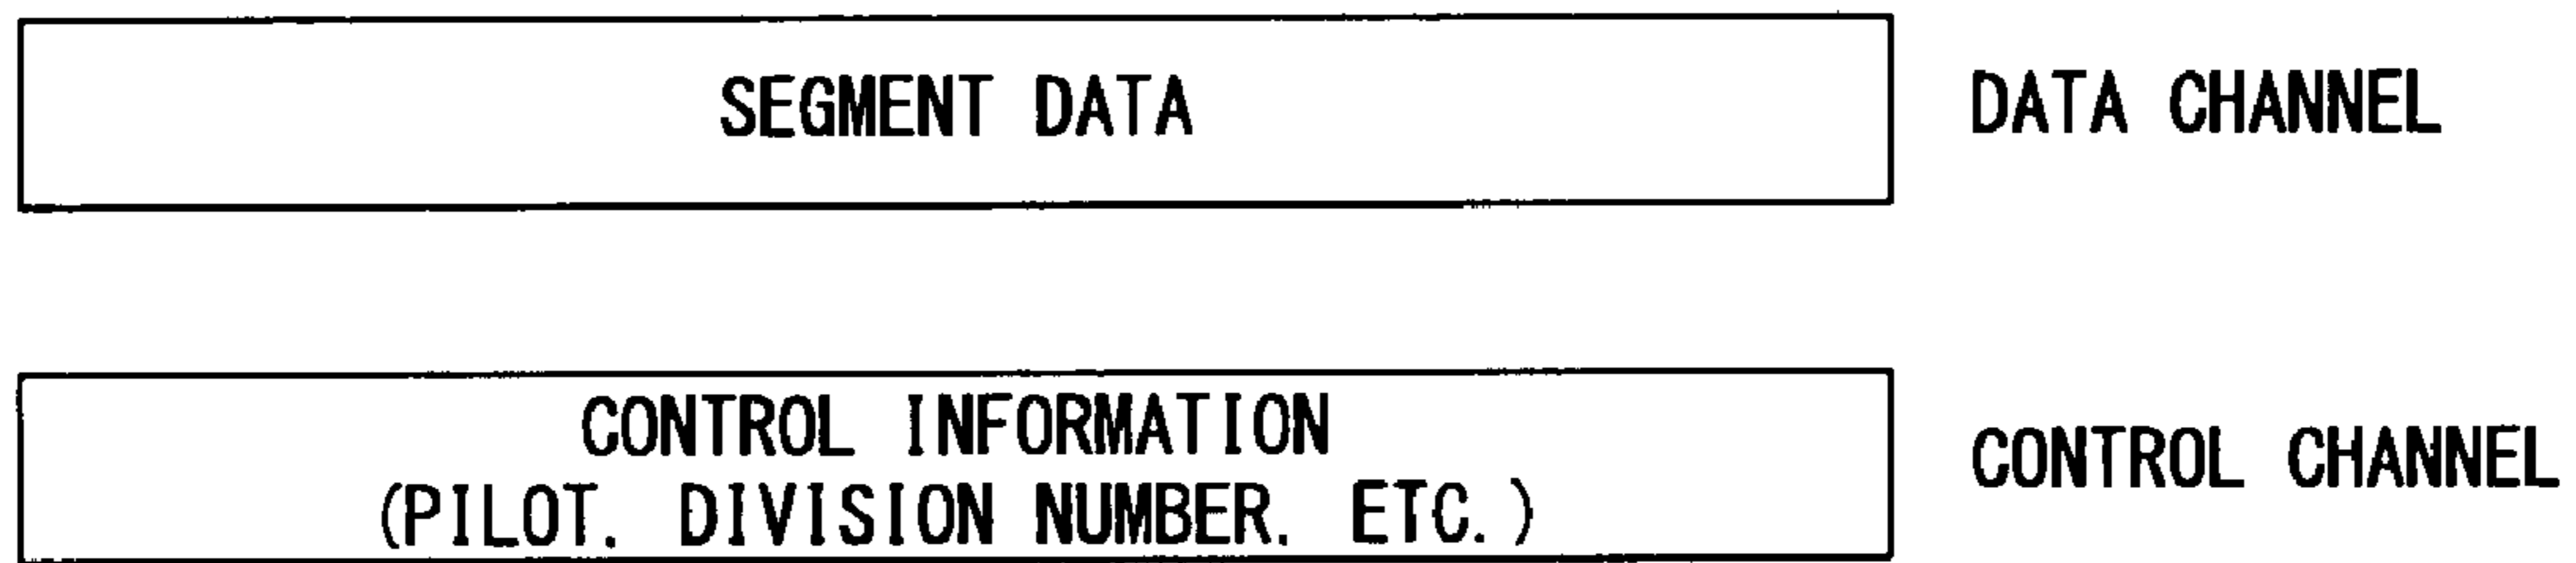 SEGMENT DATA
DATA CHANNEL
CONTROL INFORMATION
(PILOT. DIVISION NUMBER. ETC.)
CONTROL CHANNEL